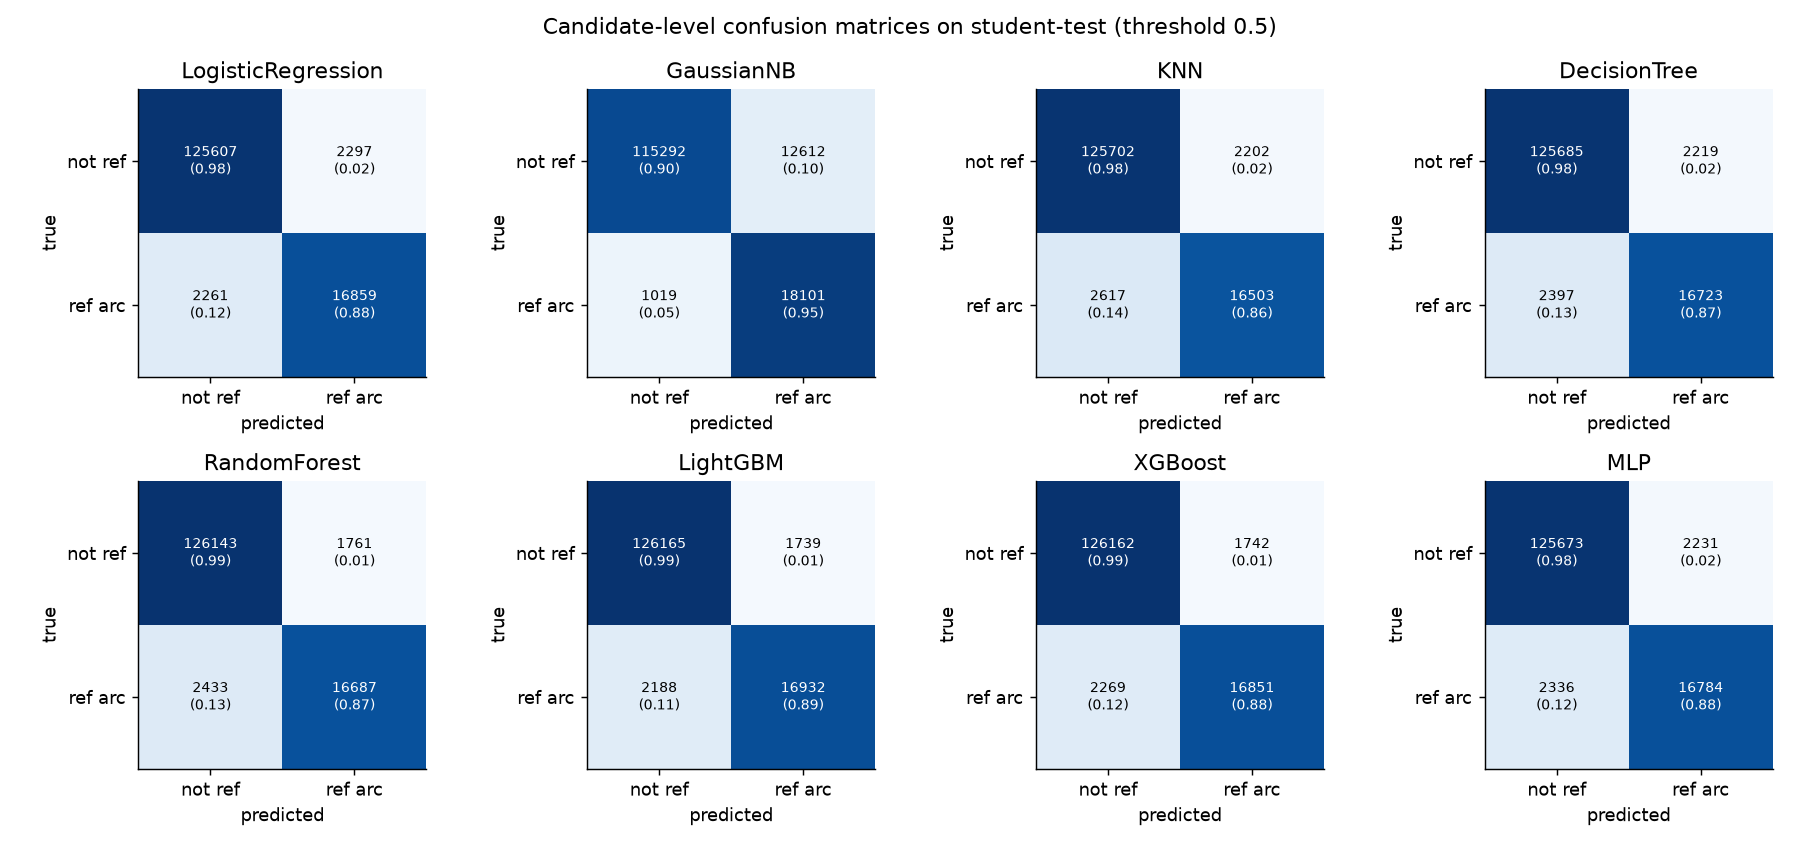 Candidate-level confusion matrices on student-test (threshold 0.5)
LogisticRegression
not ref
125607
(0.98)
2297
(0.02)
true
ref arc
2261
(0.12)
16859
(0.88)
not ref
ref arc
predicted
GaussianNB
not ref
115292
(0.90)
12612
(0.10)
true
ref arc
1019
(0.05)
18101
(0.95)
not ref
ref arc
predicted
KNN
not ref
125702
(0.98)
2202
(0.02)
true
ref arc
2617
(0.14)
16503
(0.86)
not ref
ref arc
predicted
DecisionTree
not ref
125685
(0.98)
2219
(0.02)
true
ref arc
2397
(0.13)
16723
(0.87)
not ref
ref arc
predicted
RandomForest
not ref
126143
(0.99)
1761
(0.01)
true
ref arc
2433
(0.13)
16687
(0.87)
not ref
ref arc
predicted
LightGBM
not ref
126165
(0.99)
1739
(0.01)
true
ref arc
2188
(0.11)
16932
(0.89)
not ref
ref arc
predicted
XGBoost
not ref
126162
(0.99)
1742
(0.01)
true
ref arc
2269
(0.12)
16851
(0.88)
not ref
ref arc
predicted
MLP
not ref
125673
(0.98)
2231
(0.02)
true
ref arc
2336
(0.12)
16784
(0.88)
not ref
ref arc
predicted